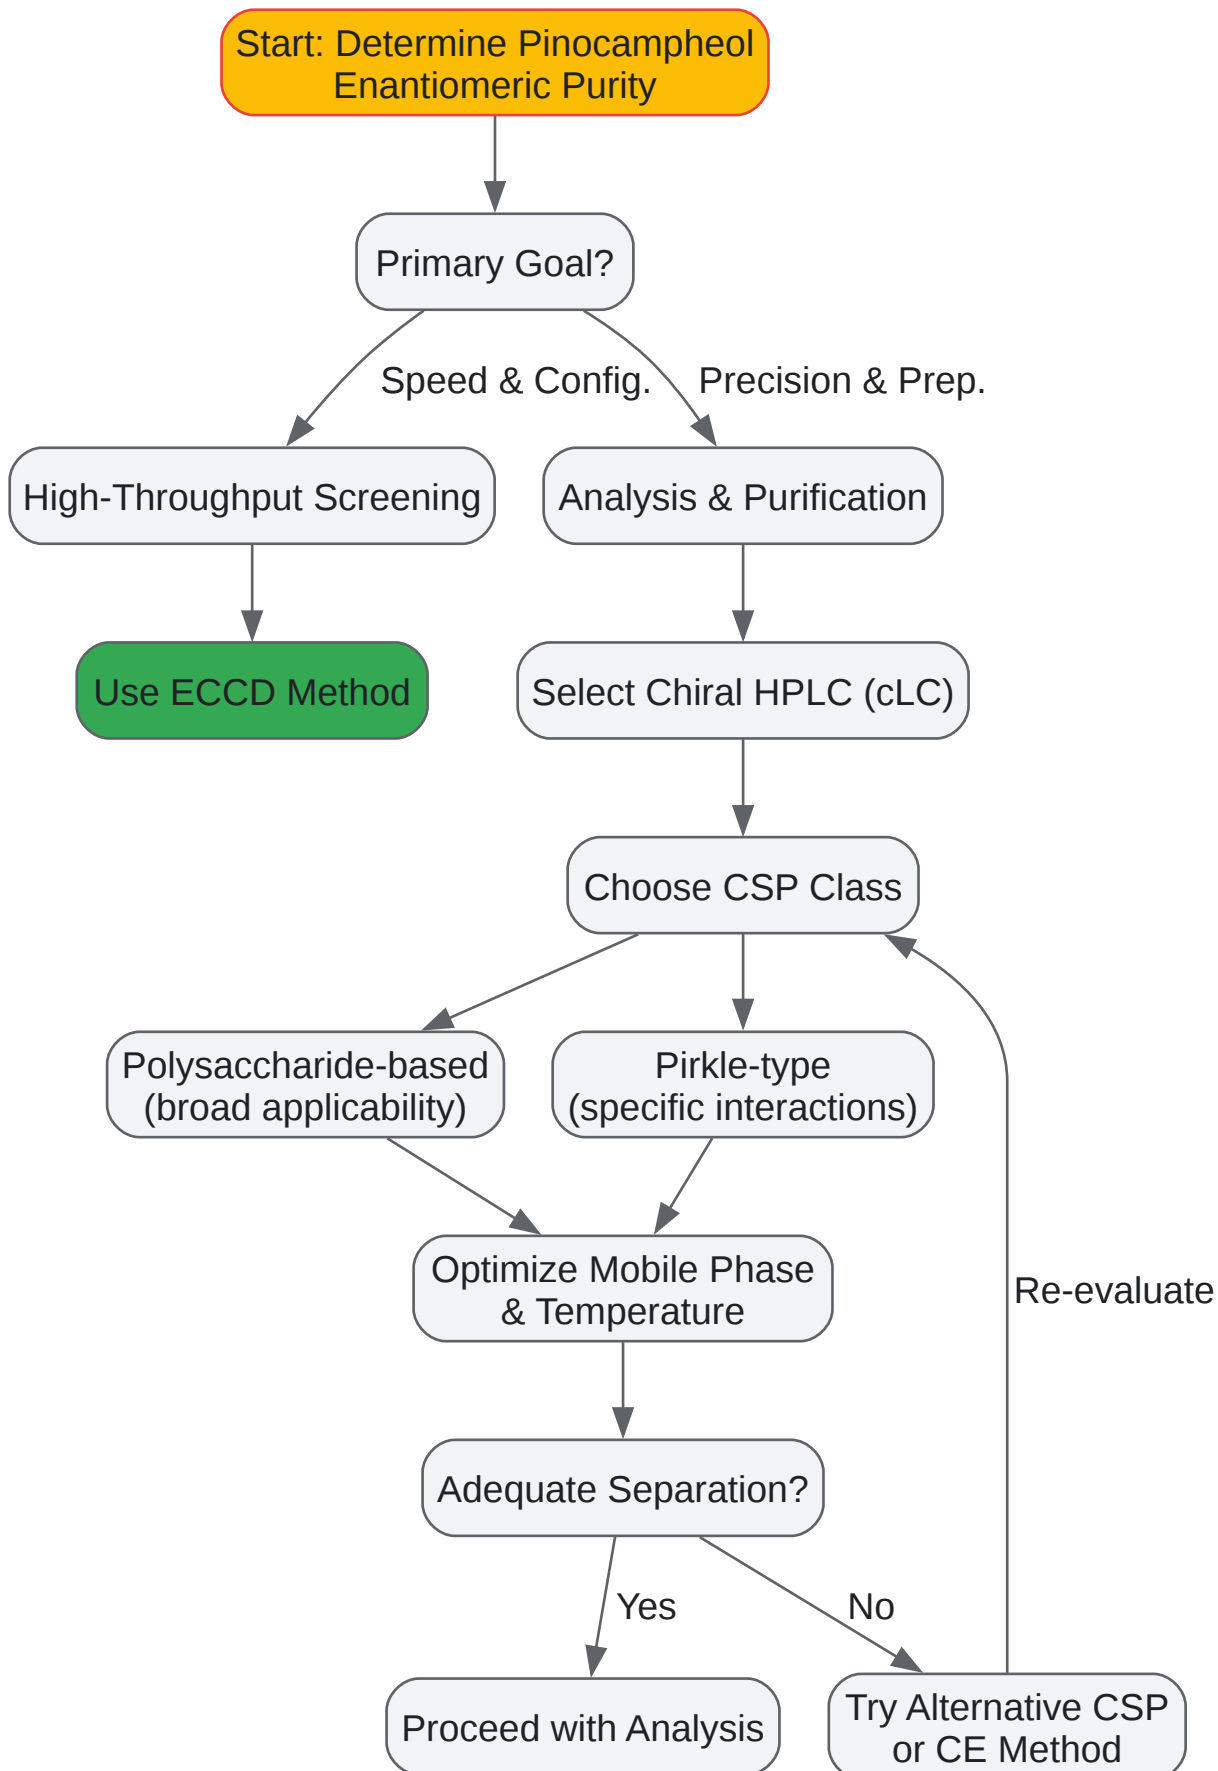 Start: Determine Pinocampheol
Enantiomeric Purity
Primary Goal?
Speed & Config.
Precision & Prep.
High-Throughput Screening
Analysis & Purification
Use ECCD Method
Select Chiral HPLC (cLC)
Choose CSP Class
Polysaccharide-based
(broad applicability)
Pirkle-type
(specific interactions)
Optimize Mobile Phase
& Temperature
Re-evaluate
Adequate Separation?
Yes
No
Proceed with Analysis
Try Alternative CSP
or CE Method